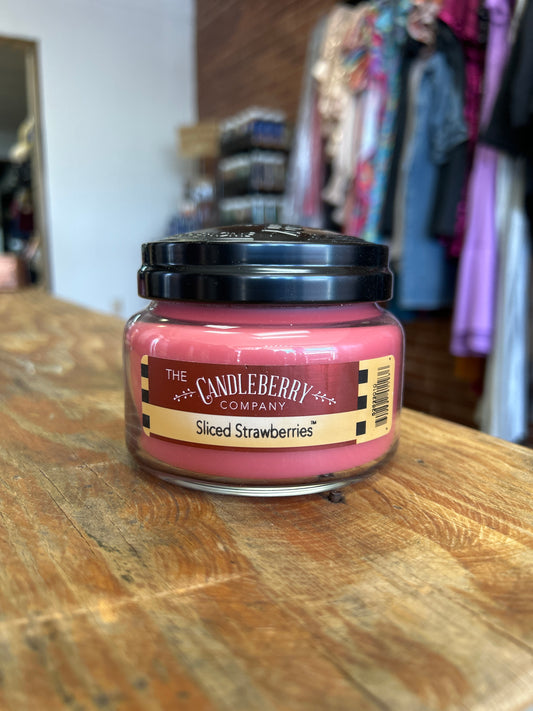 THE
CANDLEBERRY
COMPANY
Sliced Strawberries™